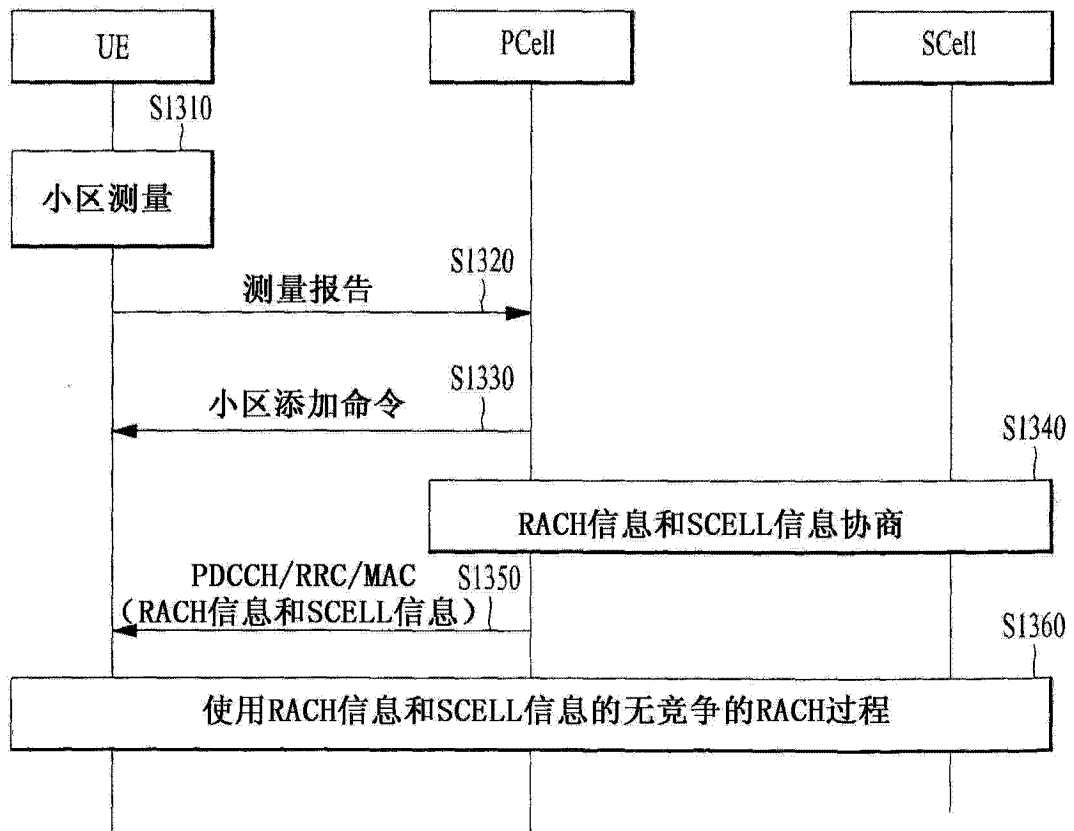 UE
PCell
SCell
S1310
小区测量
S1320
测量报告
S1330
小区添加命令
S1340
RACH信息和SCELL信息协商
PDCCH/RRC/MAC
S1350
(RACH信息和SCELL信息)
S1360
使用RACH信息和SCELL信息的无竞争的RACH过程